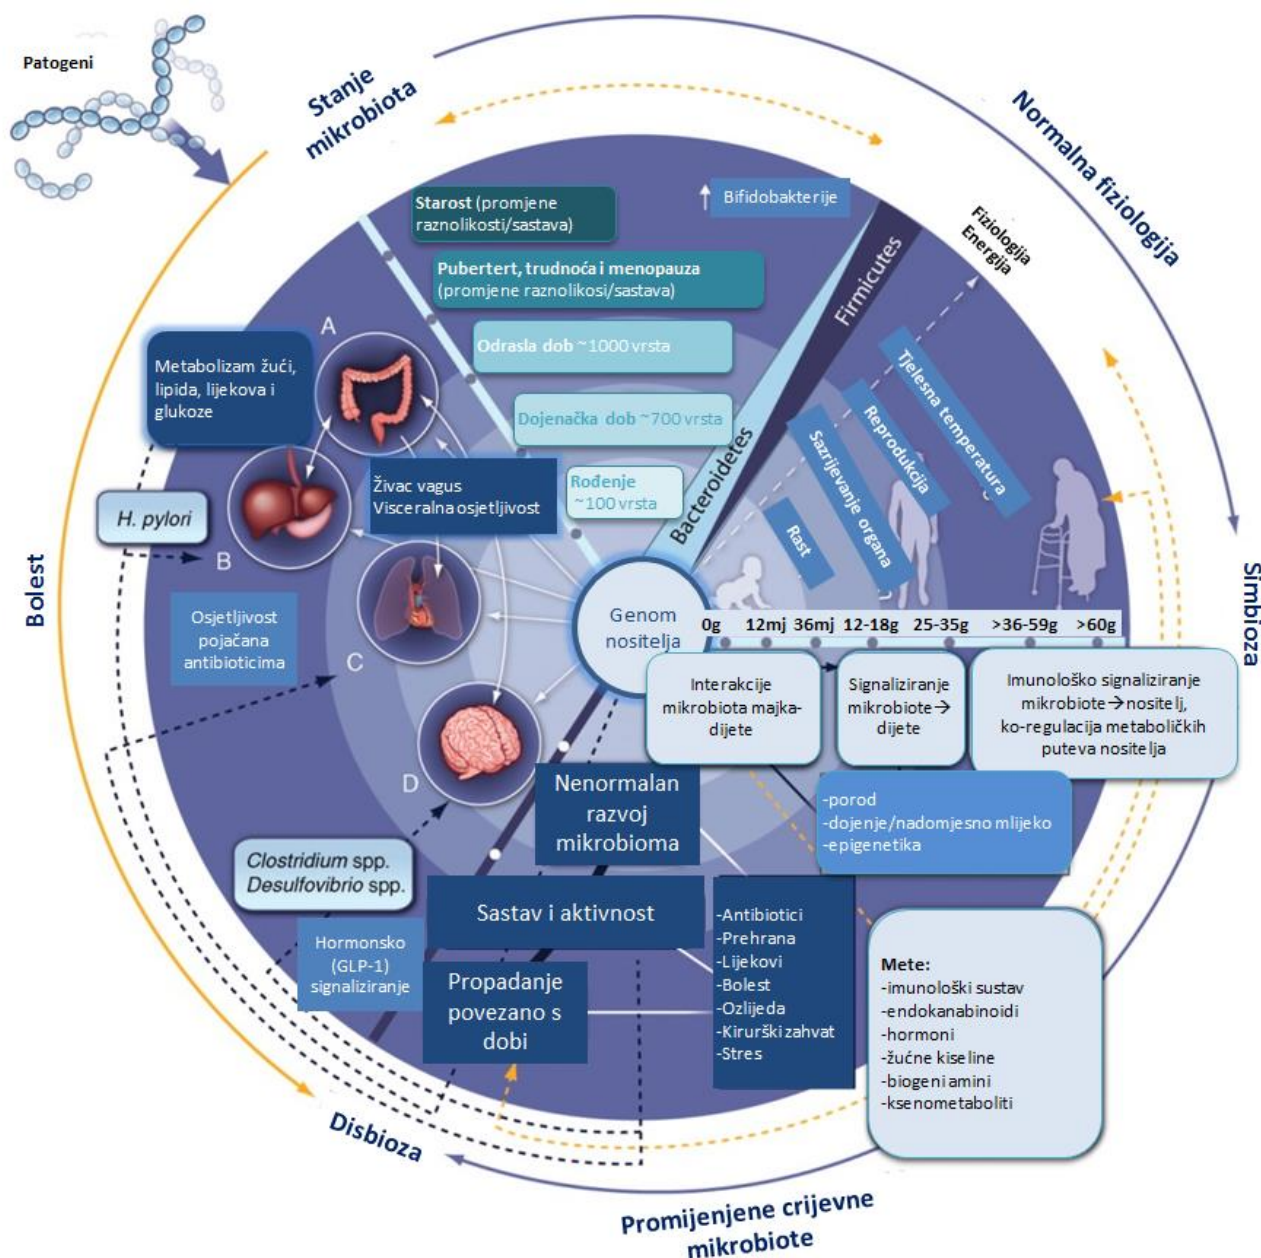 Patogeni
Stanje
mikrobiota
Normalna fiziologija
Simbioza
Promijenjene crijevne
mikrobiote
Disbioza
Bolest
Starost (promjene
raznolikosti/sastava)
Pubertert, trudnoća i menopauza
(promjene raznolikosi/sastava)
Odrasla dob ~1000 vrsta
Dojenačka dob ~700 vrsta
Rođenje
~100 vrsta
↑ Bifidobakterije
Bacteroidetes
Firmicutes
Fiziologija
Energija
Tjelesna temperatura
Reprodukcija
Sazrijevanje organa
Rast
A
Metabolizam žući,
lipida, lijekova i
glukoze
Živac vagus
Visceralna osjetljivost
H. pylori
B
Osjetljivost
pojačana
antibioticima
C
D
Genom
nositelja
0g 12mj 36mj 12-18g 25-35g >36-59g >60g
Interakcije
mikrobiota majka-
dijete
Signaliziranje
mikrobiote→
dijete
Imunološko signaliziranje
mikrobiote→nositelj,
ko-regulacija metaboličkih
puteva nositelja
-porod
-dojenje/nadomjesno mlijeko
-epigenetika
Nenormalan
razvoj
mikrobioma
Clostridium spp.
Desulfovibrio spp.
Sastav i aktivnost
Hormonsko
(GLP-1)
signaliziranje
Propadanje
povezano s
dobi
-Antibiotici
-Prehrana
-Lijekovi
-Bolest
-Ozlijeda
-Kirurški zahvat
-Stres
Mete:
-imunološki sustav
-endokanabinoidi
-hormoni
-žućne kiseline
-biogeni amini
-ksenometaboliti